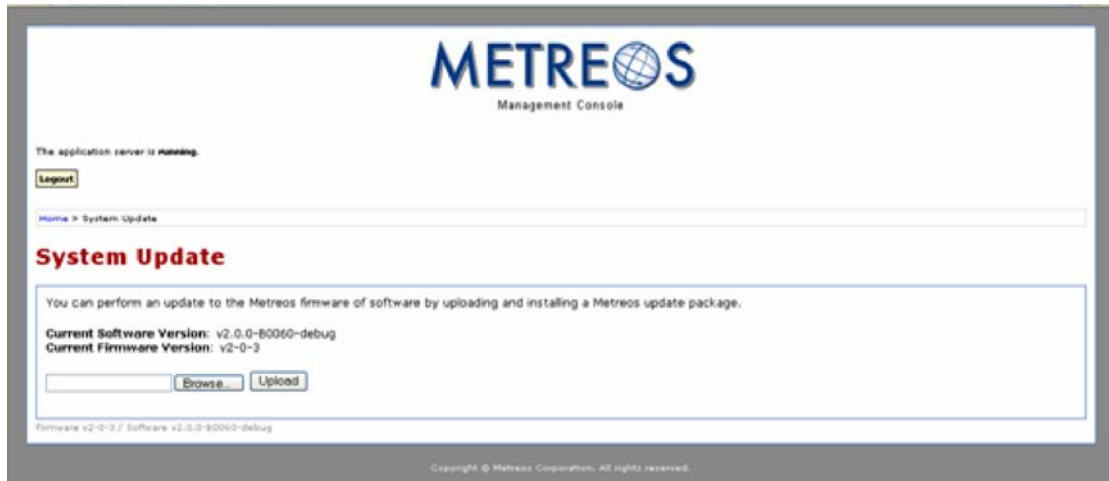 METREOS
Management Console
The application server is running.
Logout
Home > System Update
System Update
You can perform an update to the Metreos firmware of software by uploading and installing a Metreos update package.
Current Software Version: v2.0.0-B0060-debug
Current Firmware Version: v2-0-3
Browse... Upload
Firmware v2-0-3 / Software v2.0.0-B0060-debug
Copyright © Metreos Corporation. All rights reserved.